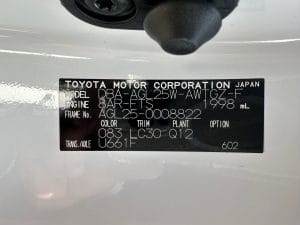 TOYOTA MOTOR CORPORATION JAPAN
MODEL DBA-AGL25W-AWTGZ-F
ENGINE 8AR-FTS 1998 mL
FRAME No. AGL25-0008822
COLOR TRIM PLANT OPTION
083 LC30 Q12
TRANS./AXLE U661F 602